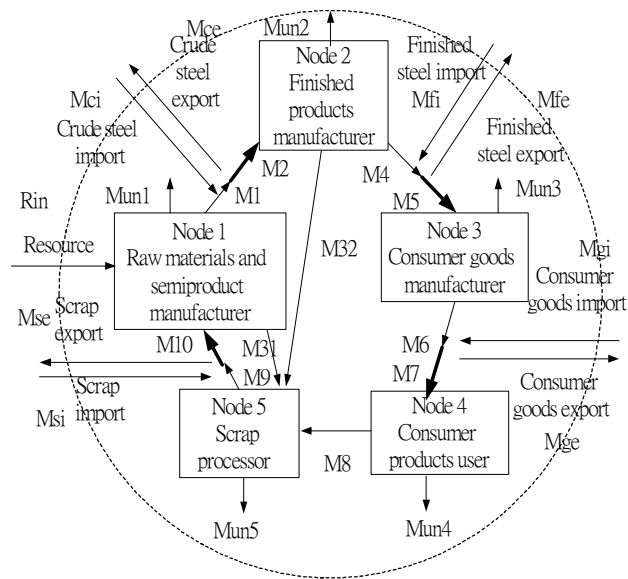 Mce
Crude
steel
export
Mun2
Node 2
Finished
products
manufacturer
Finished
steel import
Mfi
Mfe
Finished
steel export
Mci
Crude steel
import
M2
M1
M4
M5
Mun1
Mun3
Rin
Resource
Node 1
Raw materials and
semiproduct
manufacturer
M32
Node 3
Consumer goods
manufacturer
Mgi
Consumer
goods import
Mse
Scrap
export
M10
M31
M9
M6
M7
Scrap
import
Msi
Node 5
Scrap
processor
Node 4
Consumer
products user
Consumer
goods export
Mge
M8
Mun5
Mun4